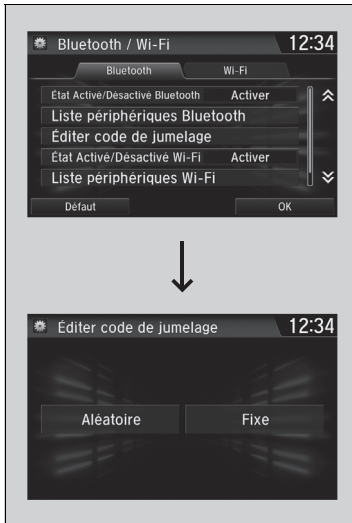 Bluetooth / Wi-Fi 12:34
Bluetooth Wi-Fi
État Activé/Désactivé Bluetooth Activer
Liste périphériques Bluetooth
Éditer code de jumelage
État Activé/Désactivé Wi-Fi Activer
Liste périphériques Wi-Fi
Défaut OK
Éditer code de jumelage 12:34
Aléatoire Fixe